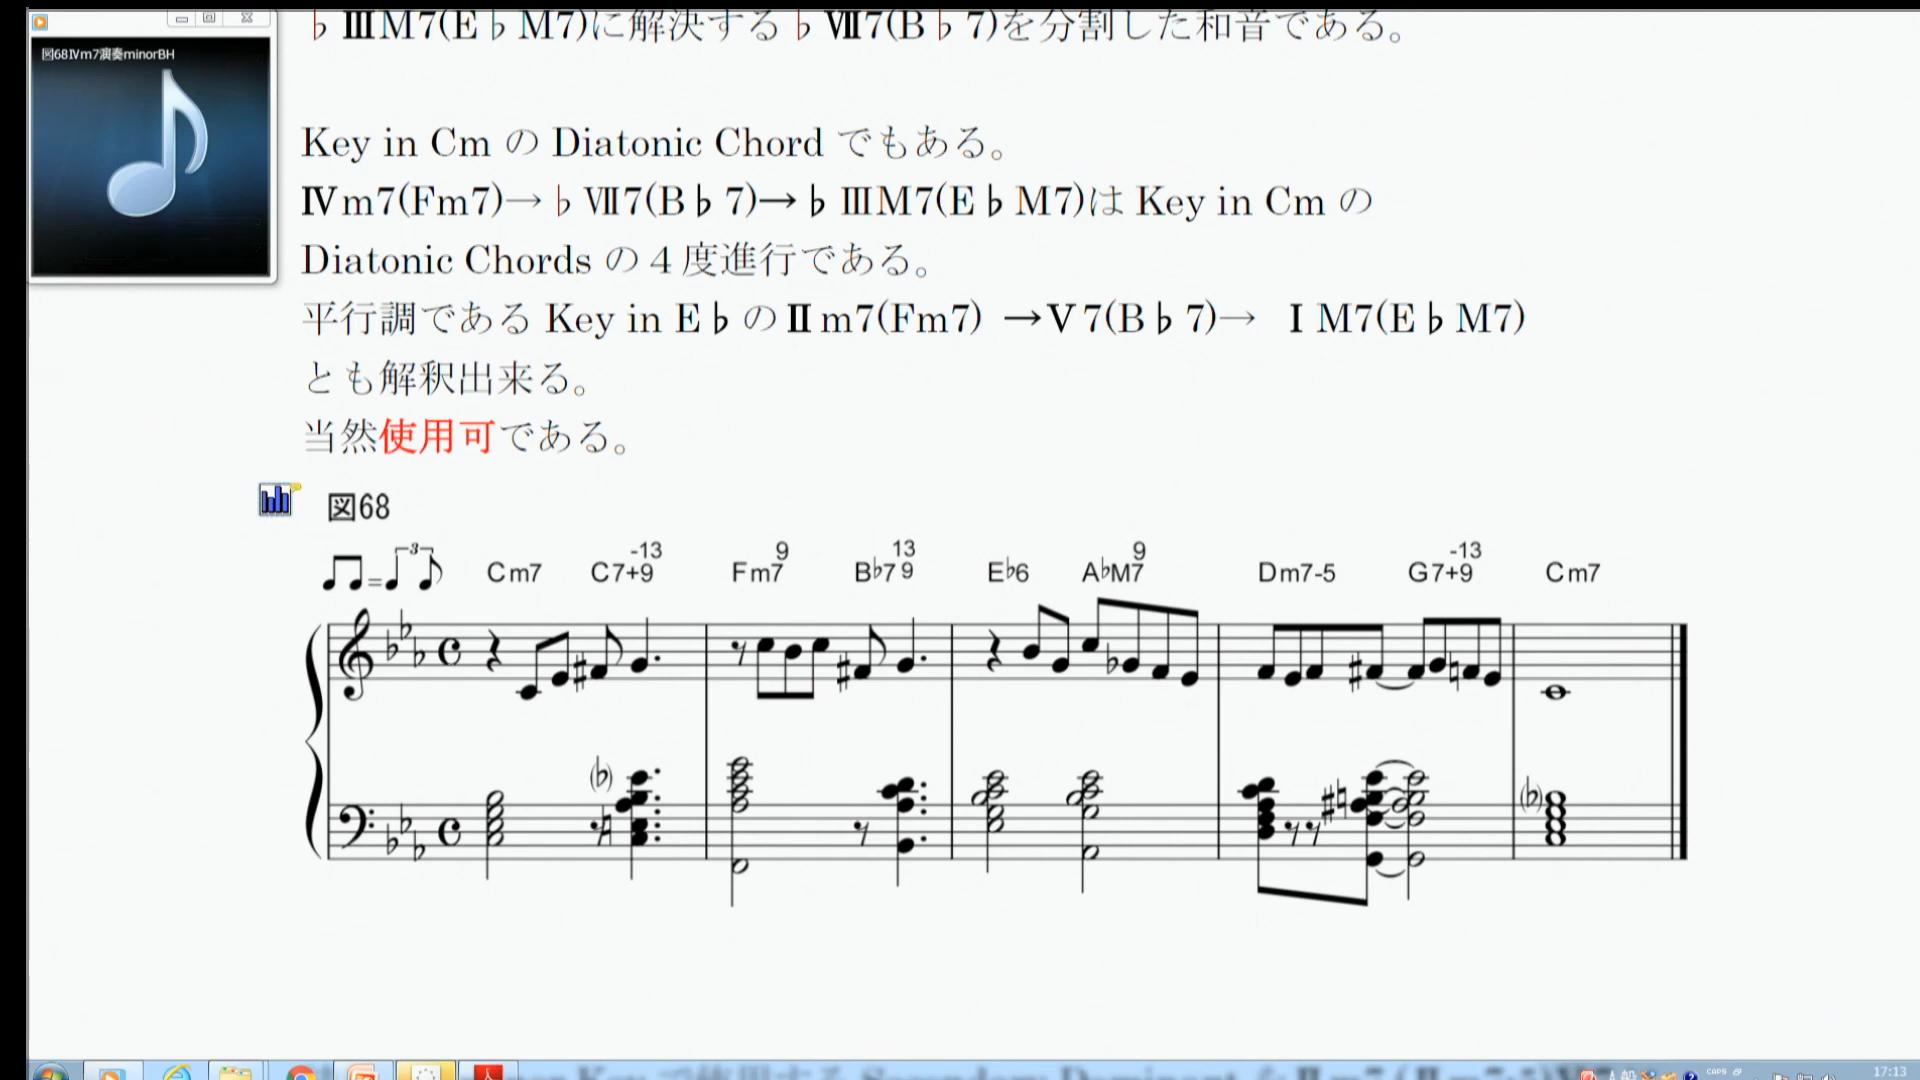 ♭ⅢM7(E♭M7)に解決する♭Ⅶ7(B♭7)を分割した和音である。
図68Ⅳm7演奏minorBH
Key in Cm の Diatonic Chord でもある。
Ⅳm7(Fm7)→♭Ⅶ7(B♭7)→♭ⅢM7(E♭M7)は Key in Cm の
Diatonic Chords の４度進行である。
平行調である Key in E♭のⅡm7(Fm7) →Ⅴ7(B♭7)→ ⅠM7(E♭M7)
とも解釈出来る。
当然使用可である。
図68
3
Cm7 C7+9 -13 Fm7 9 B♭7 9 13 E♭6 A♭M7 9 Dm7-5 G7+9 -13 Cm7
CAPS
17:13